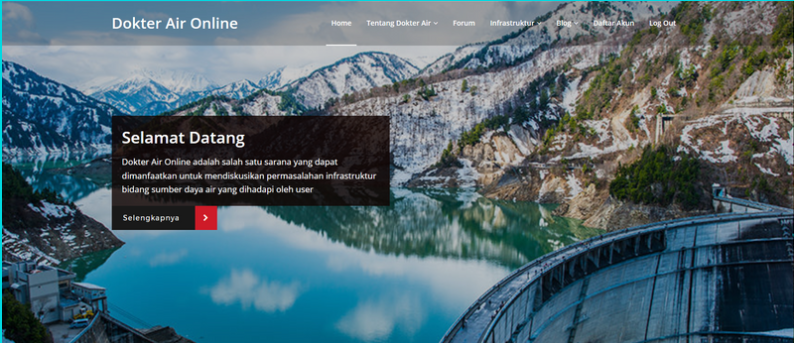 Dokter Air Online
Home Tentang Dokter Air Forum Infrastruktur Blog Daftar Akun Log Out
Selamat Datang
Dokter Air Online adalah salah satu sarana yang dapat
dimanfaatkan untuk mendiskusikan permasalahan infrastruktur
bidang sumber daya air yang dihadapi oleh user
Selengkapnya